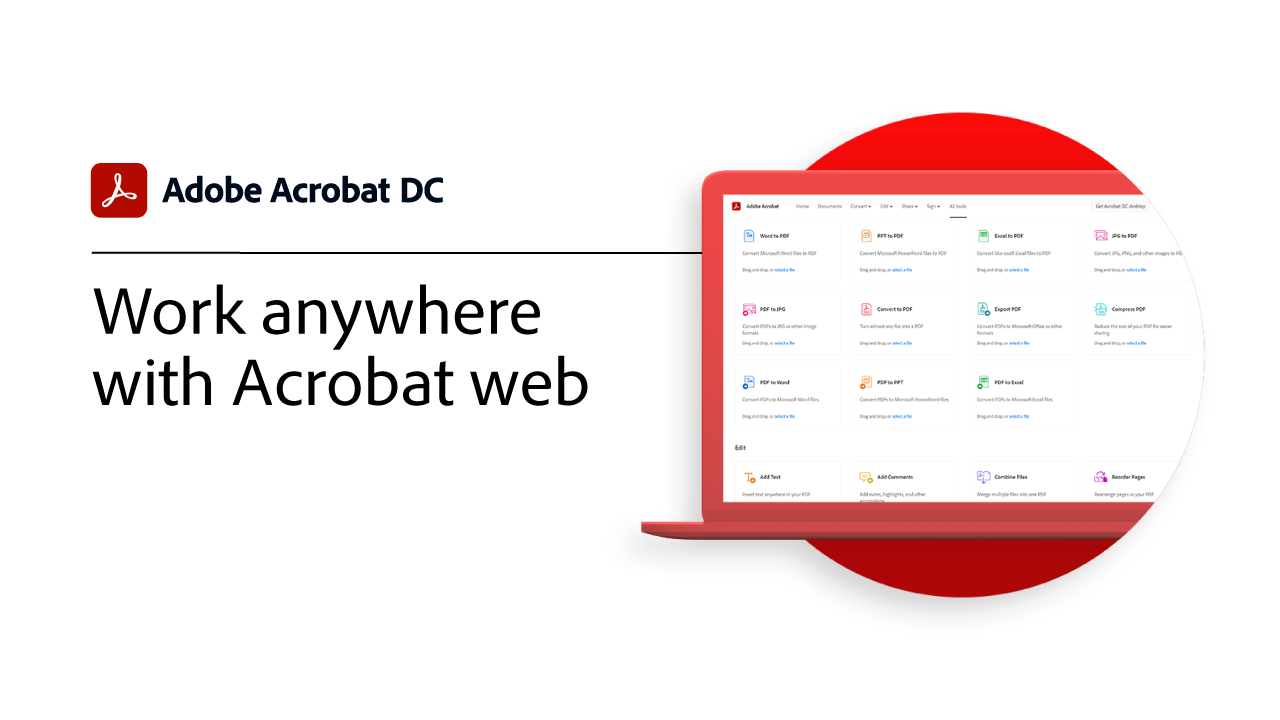 Adobe Acrobat DC
Work anywhere
with Acrobat web
Adobe Acrobat Home Documents Convert Edit Share Sign All tools Get Acrobat DC desktop
Word to PDF
Convert Microsoft Word files to PDF
Drag and drop, or select a file
PPT to PDF
Convert Microsoft PowerPoint files to PDF
Drag and drop, or select a file
Excel to PDF
Convert Microsoft Excel files to PDF
Drag and drop, or select a file
JPG to PDF
Convert JPG, PNG, and other images to PD
Drag and drop, or select a file
PDF to JPG
Convert PDFs to JPG or other image
formats
Drag and drop, or select a file
Convert to PDF
Turn almost any file into a PDF
Drag and drop, or select a file
Export PDF
Convert PDFs to Microsoft Office or other
formats
Drag and drop, or select a file
Compress PDF
Reduce the size of your PDF for easier
sharing
Drag and drop, or select a file
PDF to Word
Convert PDFs to Microsoft Word files
Drag and drop, or select a file
PDF to PPT
Convert PDFs to Microsoft PowerPoint files
Drag and drop, or select a file
PDF to Excel
Convert PDFs to Microsoft Excel files
Drag and drop, or select a file
Edit
Add Text
Insert text anywhere in your PDF
Add Comments
Add notes, highlights, and other
annotations
Combine Files
Merge multiple files into one PDF
Reorder Pages
Rearrange pages in your PDF